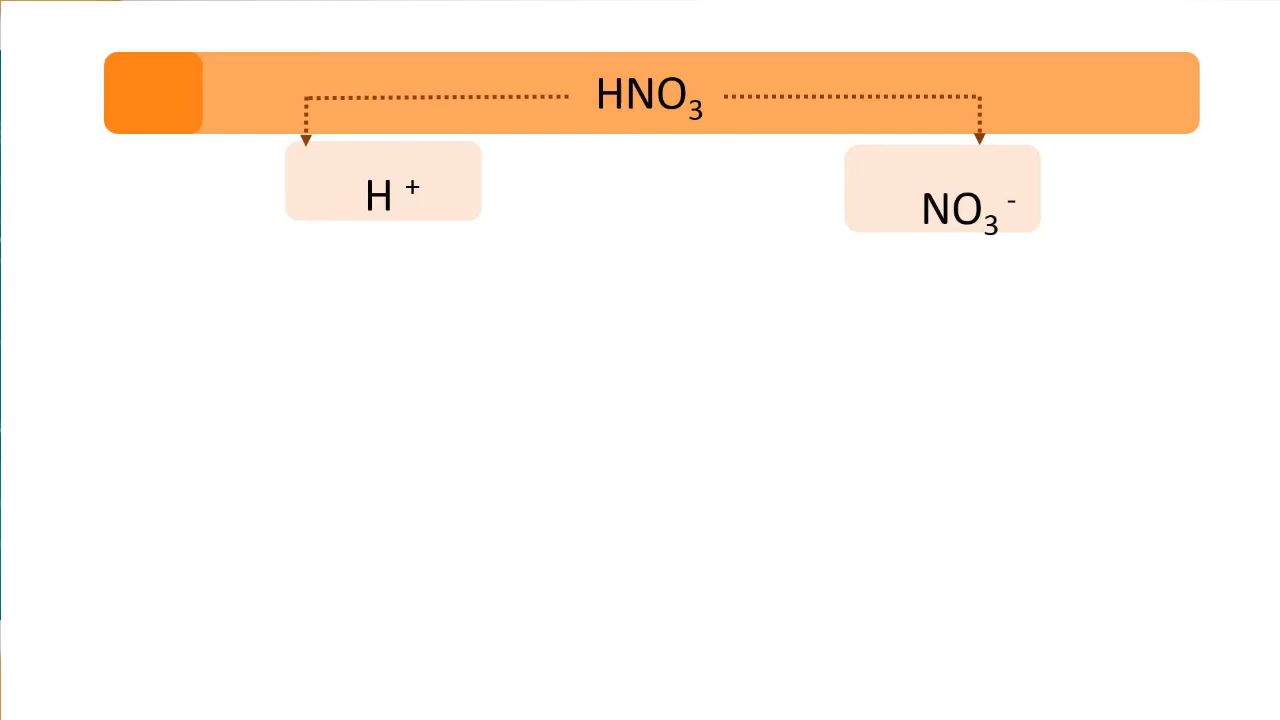 HNO₃
H ⁺
NO₃ ⁻